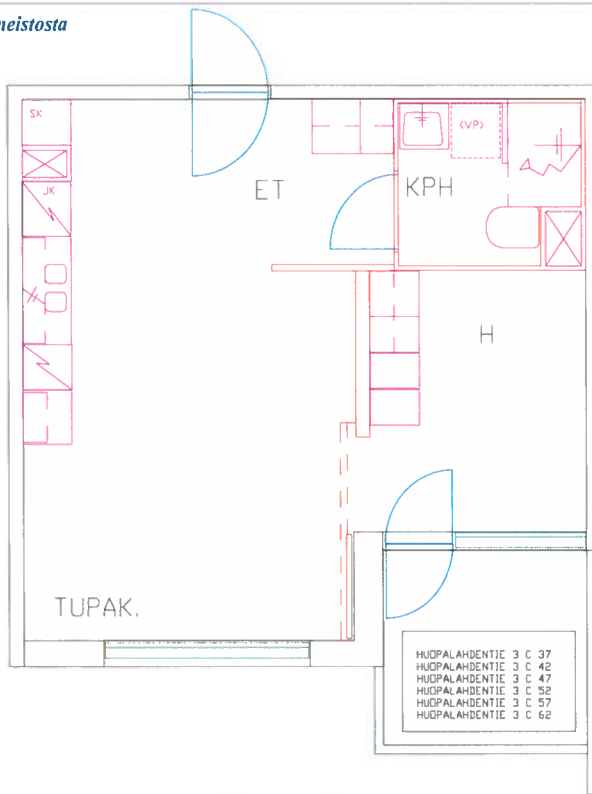 neistosta
SK
(VP)
JK
ET
KPH
H
TUPAK.
HUOPALAHDENTIE 3 C 37
HUOPALAHDENTIE 3 C 42
HUOPALAHDENTIE 3 C 47
HUOPALAHDENTIE 3 C 52
HUOPALAHDENTIE 3 C 57
HUOPALAHDENTIE 3 C 62